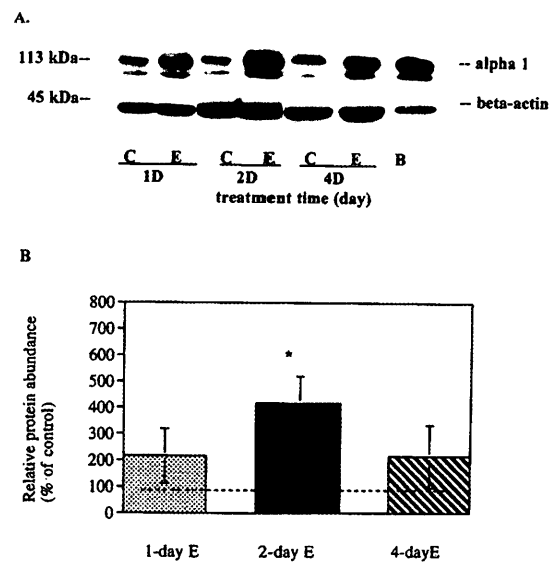 A.
113 kDa--
-- alpha 1
45 kDa--
-- beta-actin
C E C E C E B
1D 2D 4D
treatment time (day)
B
800
700
600
500
400
300
200
100
0
Relative protein abundance
(% of control)
*
1-day E 2-day E 4-dayE